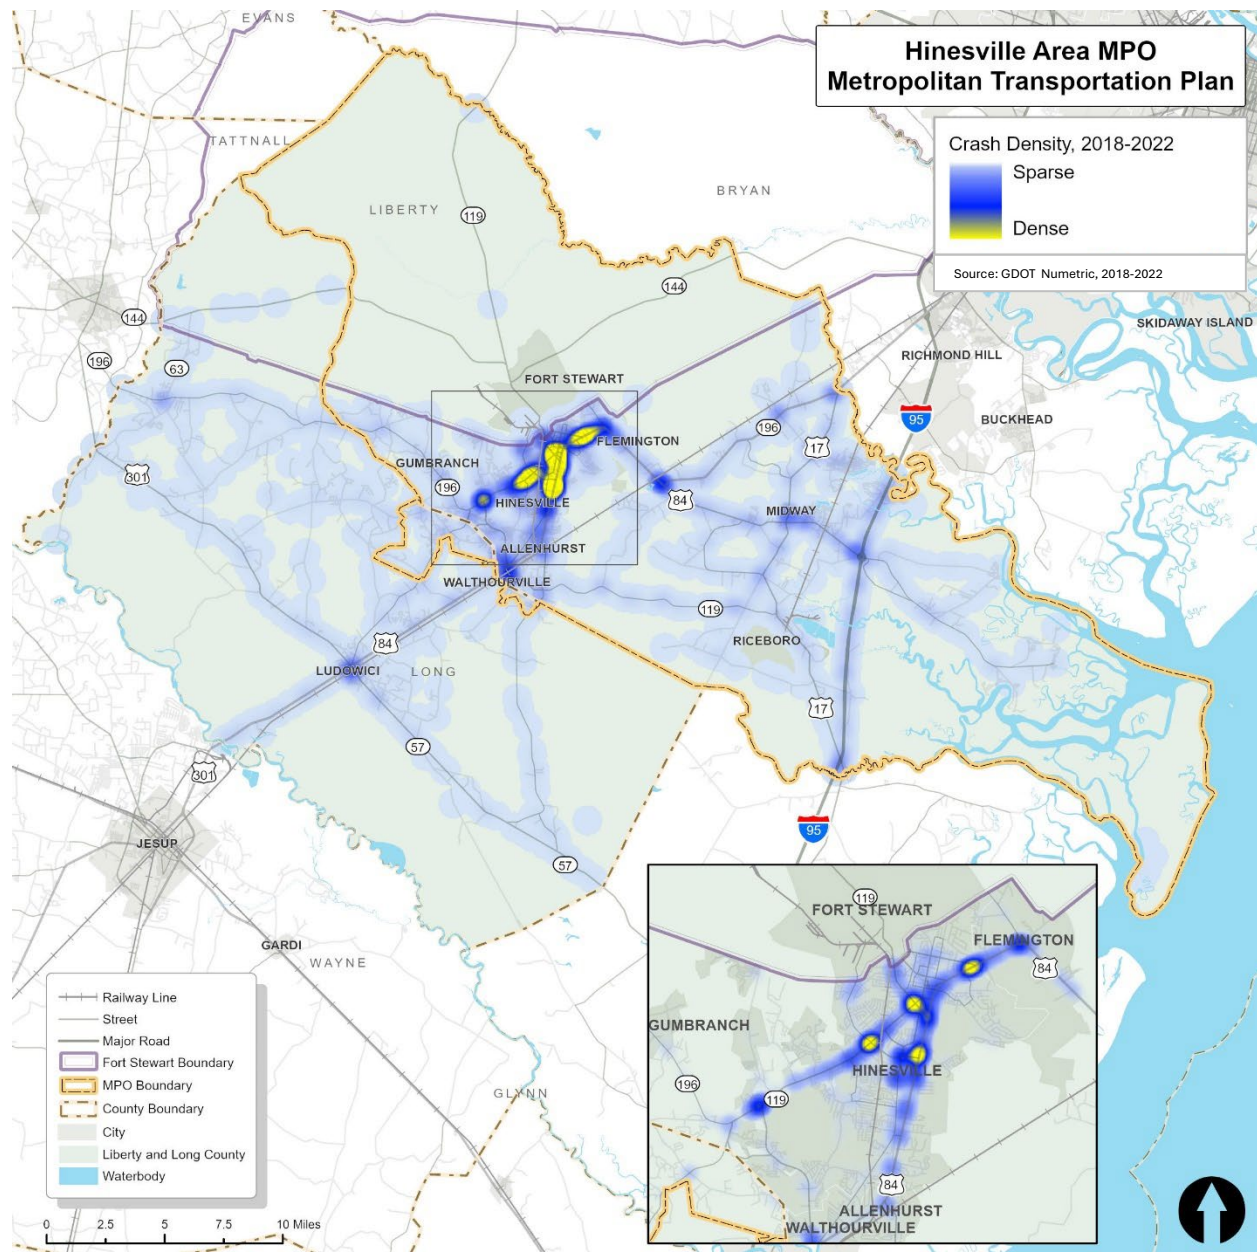 EVANS
Hinesville Area MPO
Metropolitan Transportation Plan
Crash Density, 2018-2022
Sparse
Dense
Source: GDOT Numetric, 2018-2022
TATTNALL
BRYAN
LIBERTY
119
144
144
SKIDAWAY ISLAND
196
63
RICHMOND HILL
FORT STEWART
95
BUCKHEAD
196
FLEMINGTON
17
GUMBRANCH
301
196
HINESVILLE
84
MIDWAY
ALLENHURST
WALTHOURVILLE
119
84
RICEBORO
LUDOWICI
LONG
17
57
301
95
JESUP
57
119
FORT STEWART
FLEMINGTON
84
GUMBRANCH
HINESVILLE
196
119
84
ALLENHURST
WALTHOURVILLE
GARDI
WAYNE
GLYNN
Railway Line
Street
Major Road
Fort Stewart Boundary
MPO Boundary
County Boundary
City
Liberty and Long County
Waterbody
0 2.5 5 7.5 10 Miles